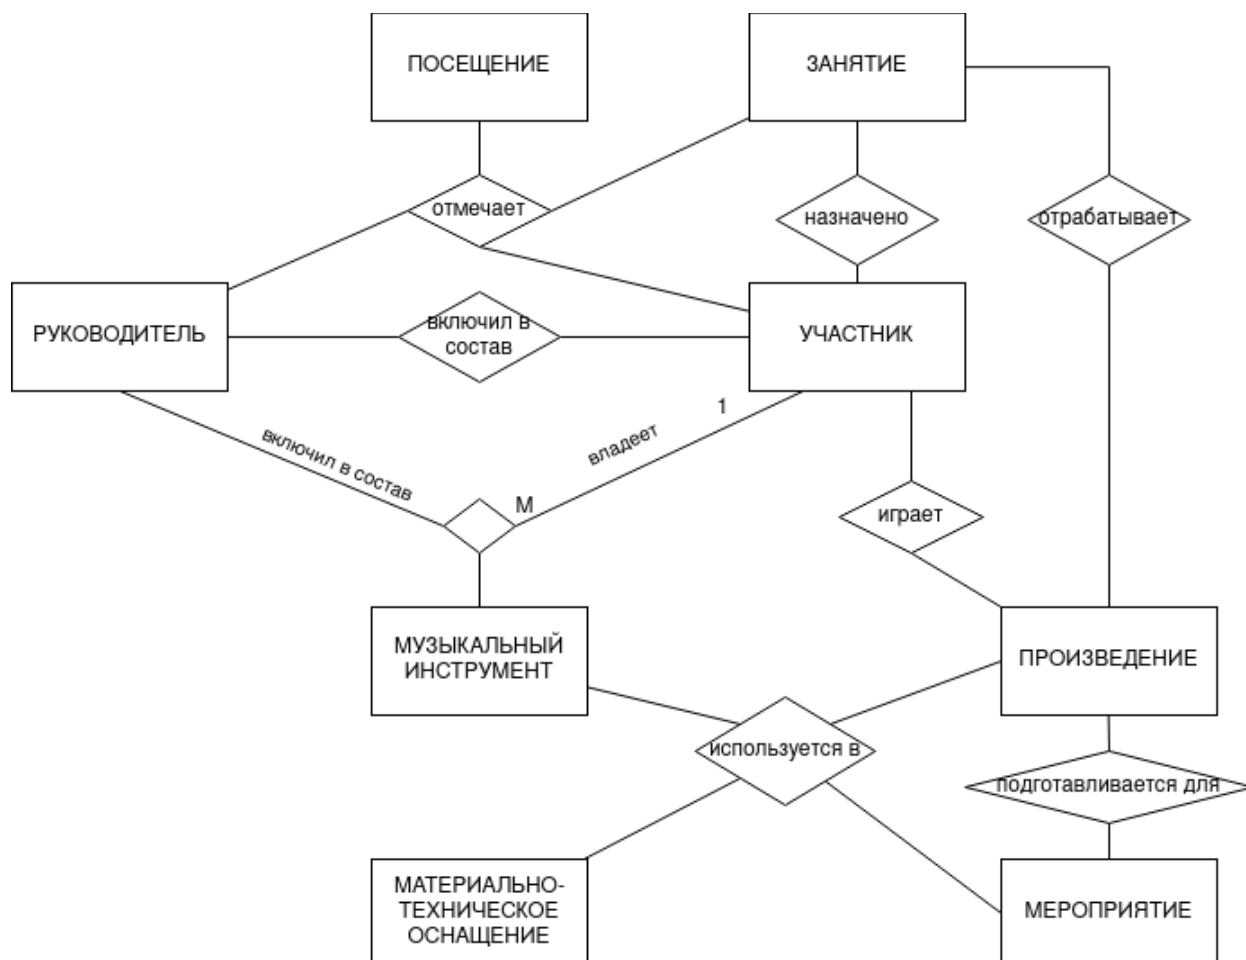 ПОСЕЩЕНИЕ
ЗАНЯТИЕ
отмечает
назначено
отрабатывает
РУКОВОДИТЕЛЬ
включил в
состав
УЧАСТНИК
1
включил в состав
владеет
М
играет
МУЗЫКАЛЬНЫЙ
ИНСТРУМЕНТ
ПРОИЗВЕДЕНИЕ
используется в
подготавливается для
МАТЕРИАЛЬНО-
ТЕХНИЧЕСКОЕ
ОСНАЩЕНИЕ
МЕРОПРИЯТИЕ